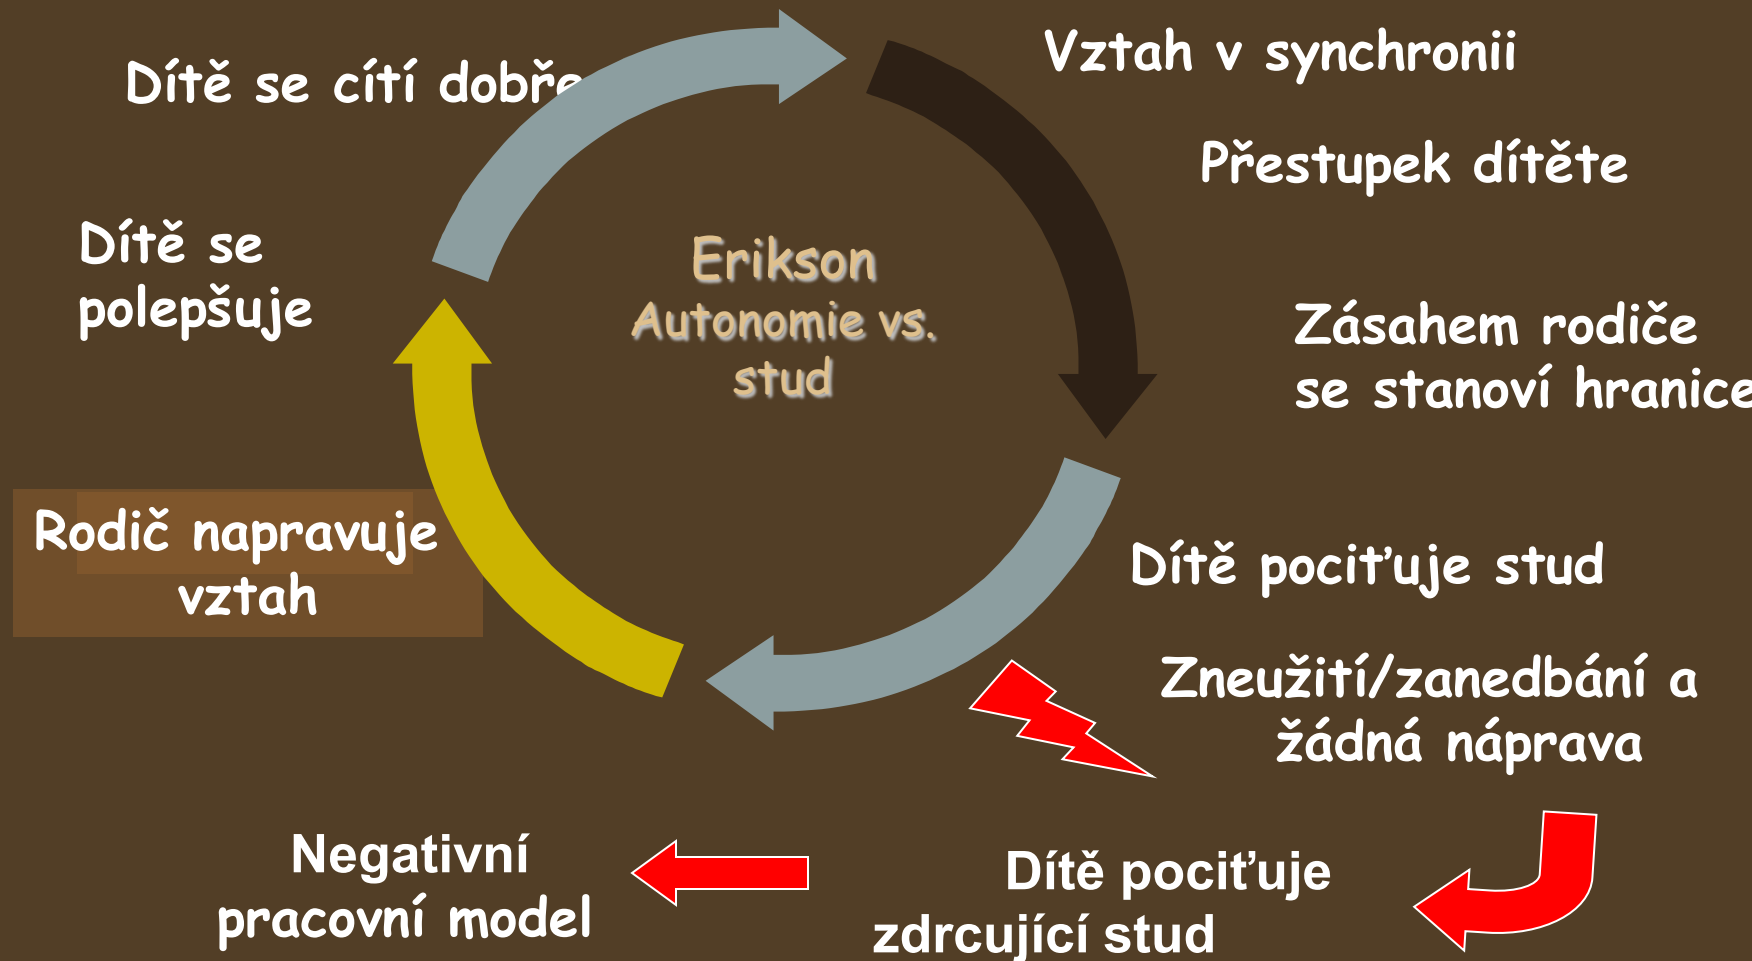 Vztah v synchronii
Dítě se cítí dobře
Přestupek dítěte
Dítě se
polepšuje
Erikson
Autonomie vs.
stud
Zásahem rodiče
se stanoví hranice
Rodič napravuje
vztah
Dítě pociťuje stud
Zneužití/zanedbání a
žádná náprava
Negativní
pracovní model
Dítě pociťuje
zdrcující stud